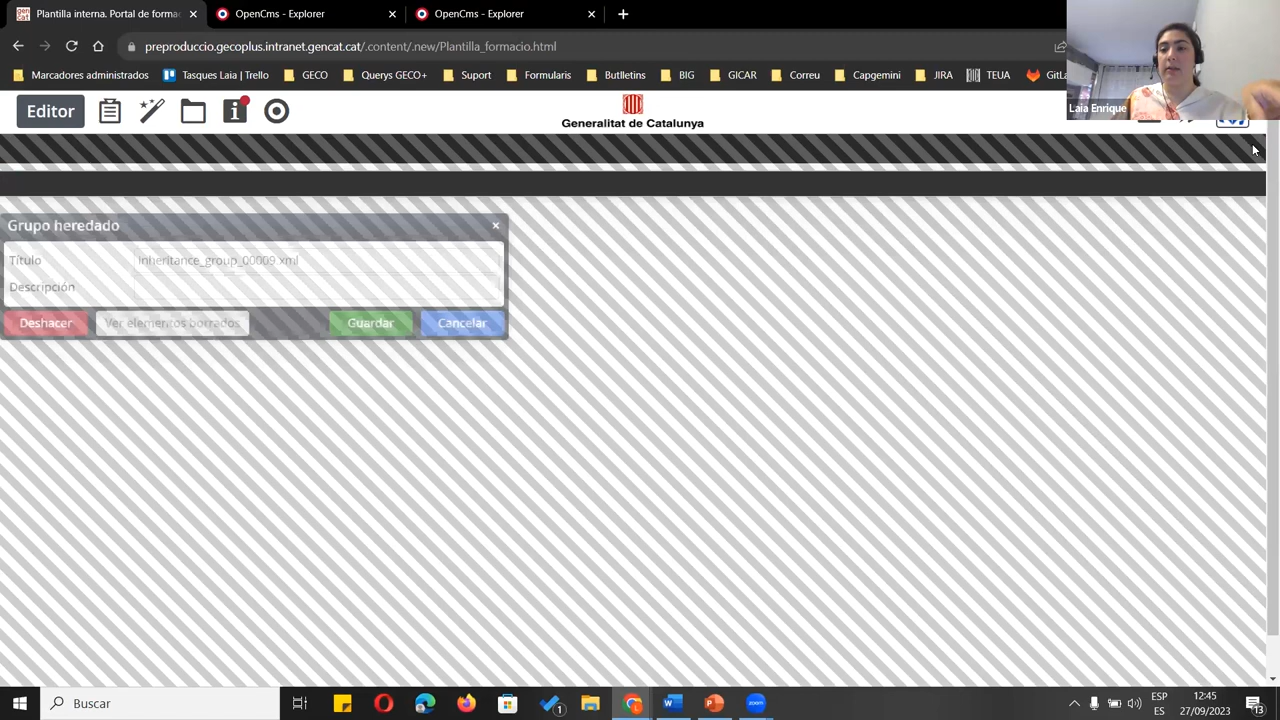 Plantilla interna. Portal de forma
OpenCms - Explorer
OpenCms - Explorer
preproduccio.gecoplus.intranet.gencat.cat/.content/.new/Plantilla_formacio.html
Marcadores administrados
Tasques Laia | Trello
GECO
Querys GECO+
Suport
Formularis
Butlletins
BIG
GICAR
Correu
Capgemini
JIRA
TEUA
GitLa
Laia Enrique
Editor
Generalitat de Catalunya
Grupo heredado
Título
Inheritance_group_00009.xml
Descripción
Deshacer
Ver elementos borrados
Guardar
Cancelar
Buscar
1
ESP
ES
12:45
27/09/2023
13